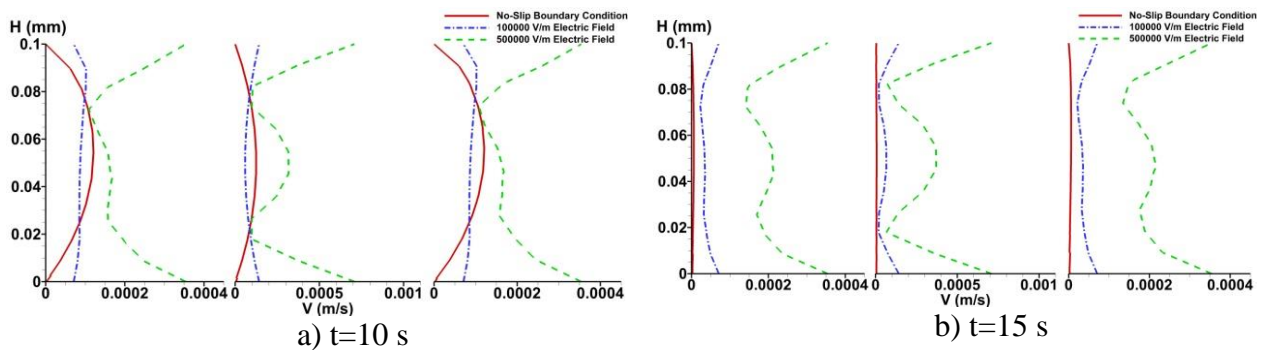 No-Slip Boundary Condition
100000 V/m Electric Field
500000 V/m Electric Field
H (mm)
0.1
0.08
0.06
0.04
0.02
0
0 0.0002 0.0004 0 0.0005 0.001 0 0.0002 0.0004
V (m/s)
a) t=10 s
No-Slip Boundary Condition
100000 V/m Electric Field
500000 V/m Electric Field
H (mm)
0.1
0.08
0.06
0.04
0.02
0
0 0.0002 0.0004 0 0.0005 0.001 0 0.0002 0.0004
V (m/s)
b) t=15 s